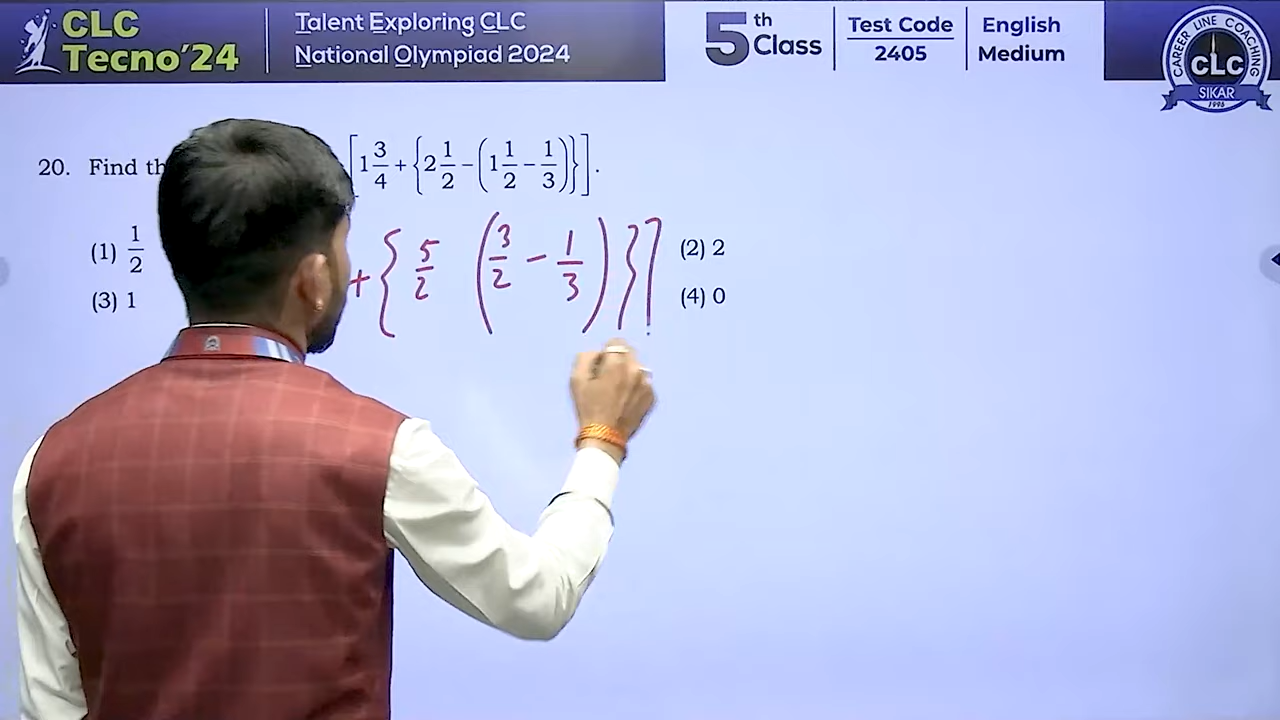 CLC Tecno'24
Talent Exploring CLC
National Olympiad 2024
5th Class
Test Code
2405
English
Medium
CAREER LINE COACHING
CLC
SIKAR
1996
20. Find th [1 3/4 + {2 1/2 − (1 1/2 − 1/3)}].
+ { 5/2 ( 3/2 − 1/3 ) } ]
(1) 1/2 (2) 2
(3) 1 (4) 0